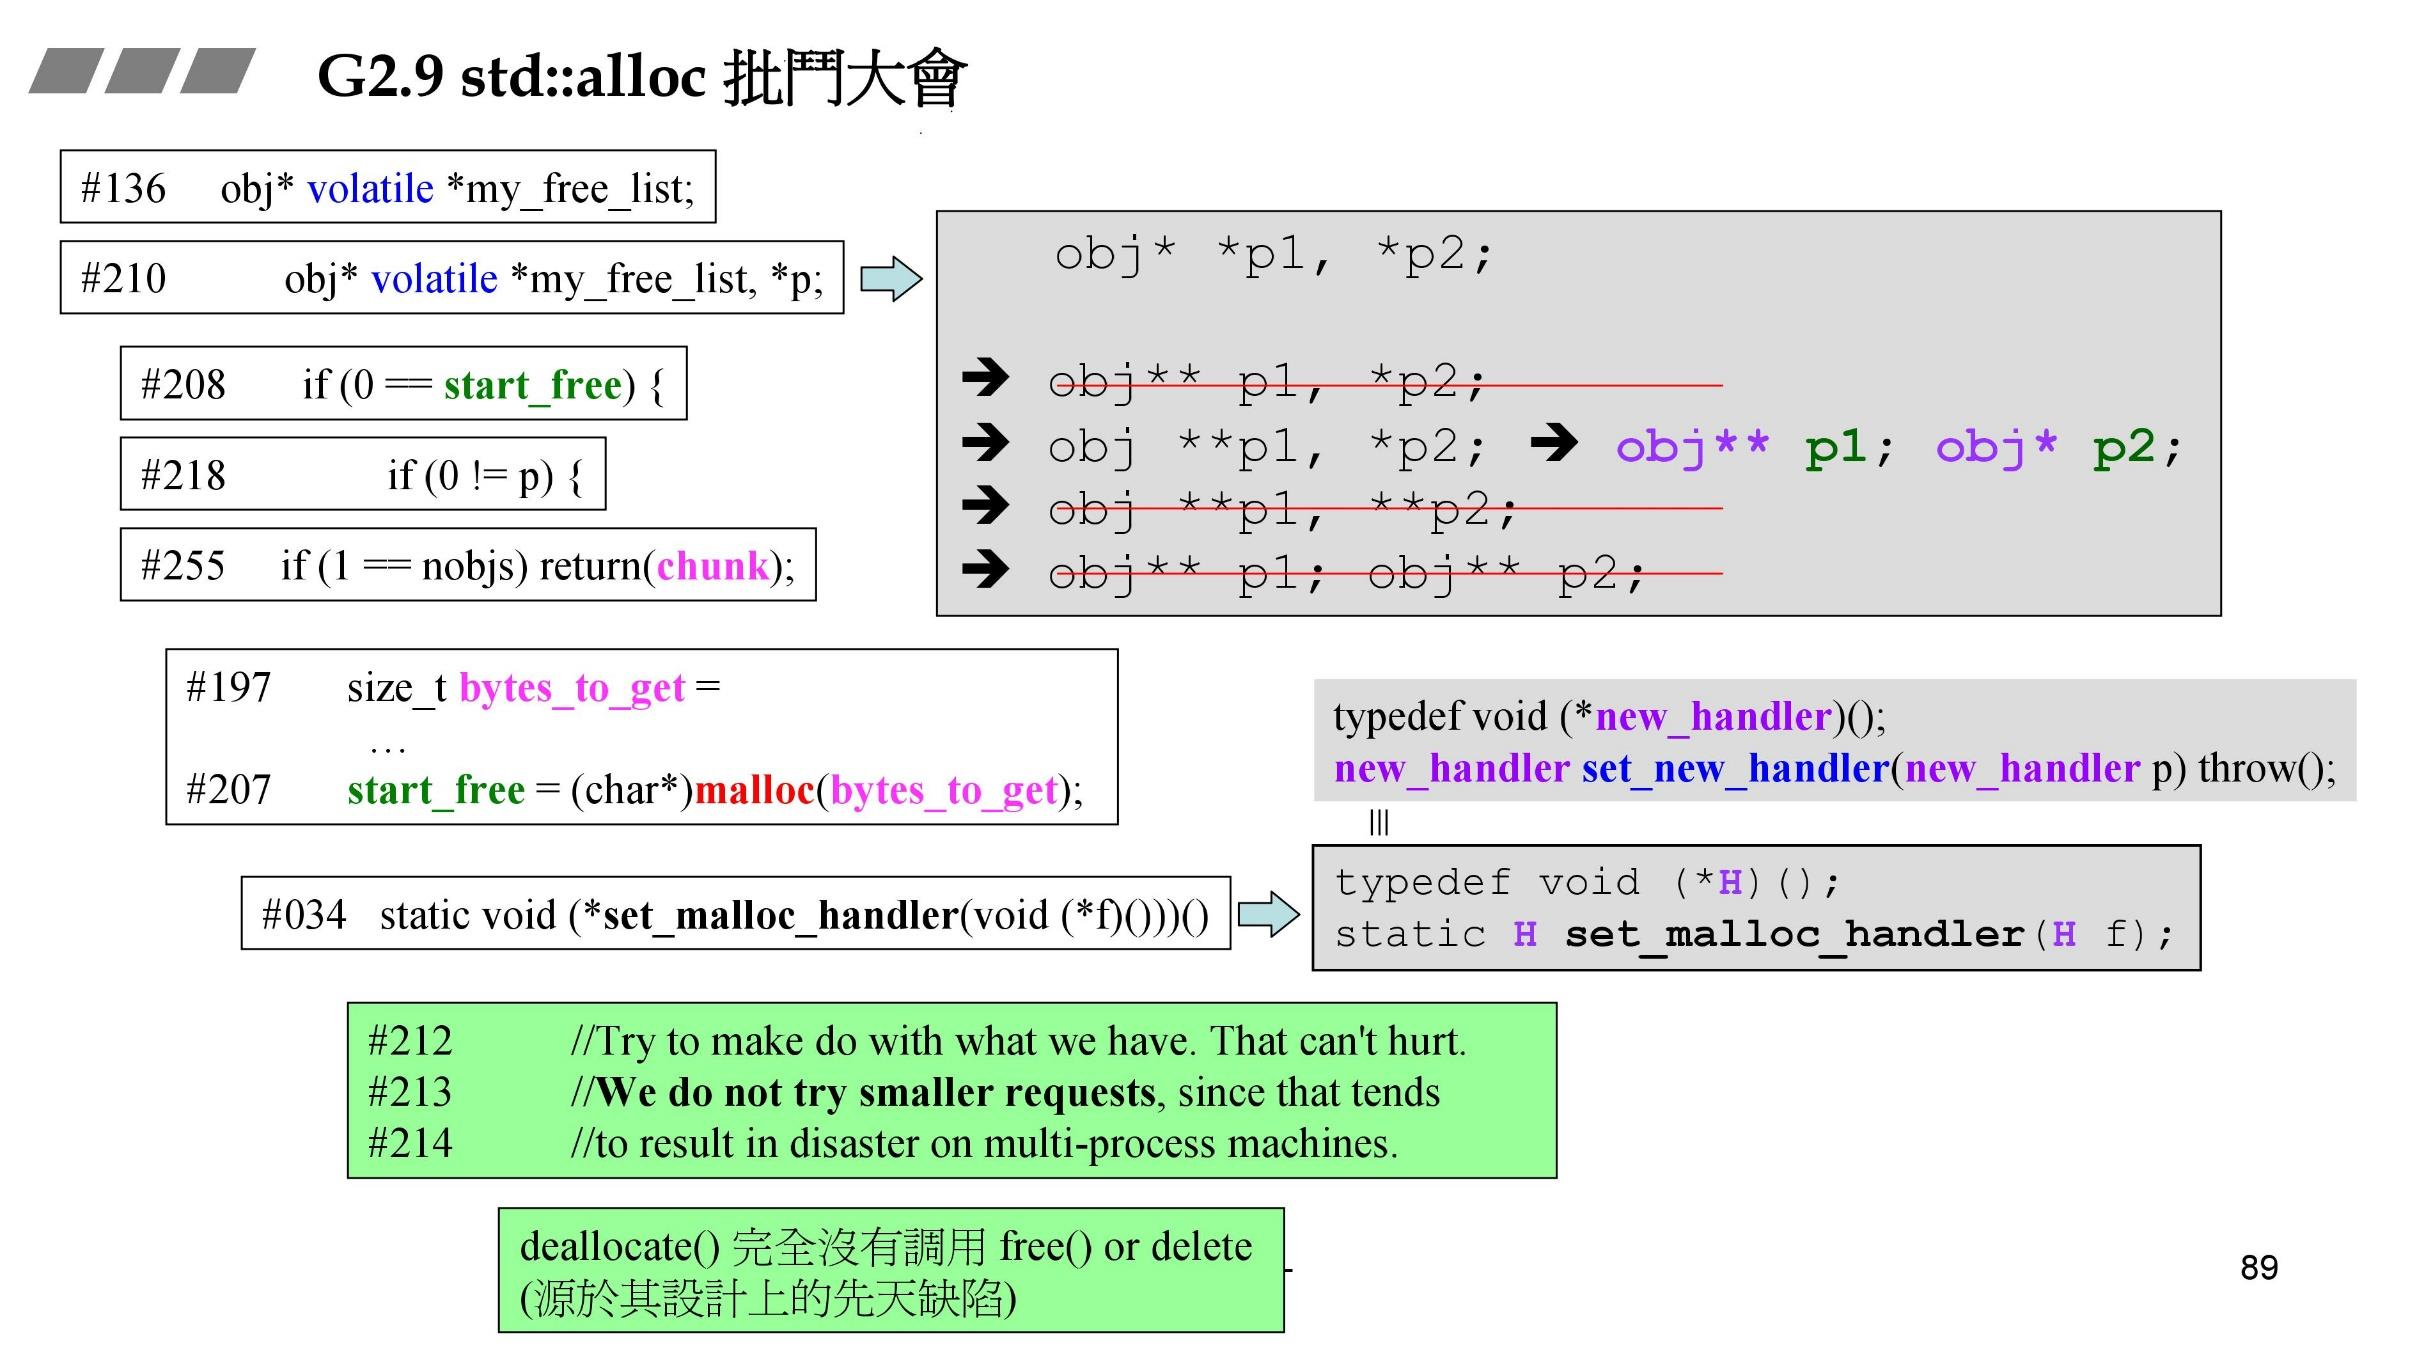 G2.9 std::alloc 批鬥大會
#136 obj* volatile *my_free_list;
#210 obj* volatile *my_free_list, *p;
#208 if (0 == start_free) {
#218 if (0 != p) {
#255 if (1 == nobjs) return(chunk);
obj* *p1, *p2;
➔ obj** p1, *p2;
➔ obj **p1, *p2; ➔ obj** p1; obj* p2;
➔ obj **p1, **p2;
➔ obj** p1; obj** p2;
#197 size_t bytes_to_get =
…
#207 start_free = (char*)malloc(bytes_to_get);
typedef void (*new_handler)();
new_handler set_new_handler(new_handler p) throw();
#034 static void (*set_malloc_handler(void (*f)()))()
typedef void (*H)();
static H set_malloc_handler(H f);
#212 //Try to make do with what we have. That can't hurt.
#213 //We do not try smaller requests, since that tends
#214 //to result in disaster on multi-process machines.
deallocate() 完全沒有調用 free() or delete
(源於其設計上的先天缺陷)
89